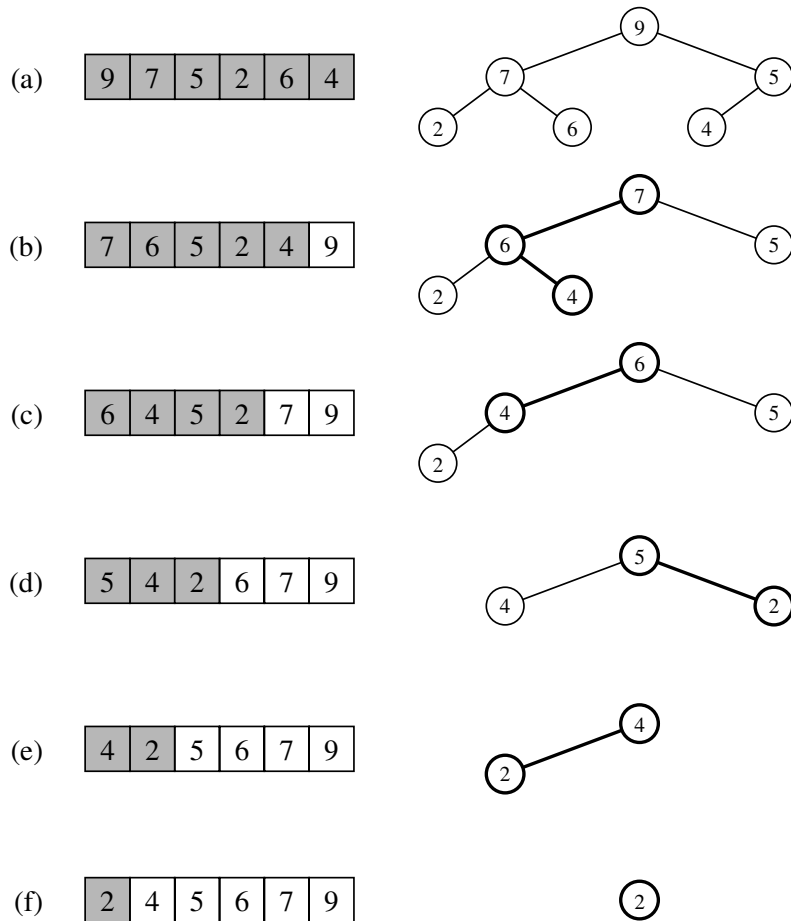 9
(a) 9 7 5 2 6 4 7 5
2 6 4
7
(b) 7 6 5 2 4 9 6 5
2 4
6
(c) 6 4 5 2 7 9 4 5
2
5
(d) 5 4 2 6 7 9 4 2
4
(e) 4 2 5 6 7 9 2
(f) 2 4 5 6 7 9 2